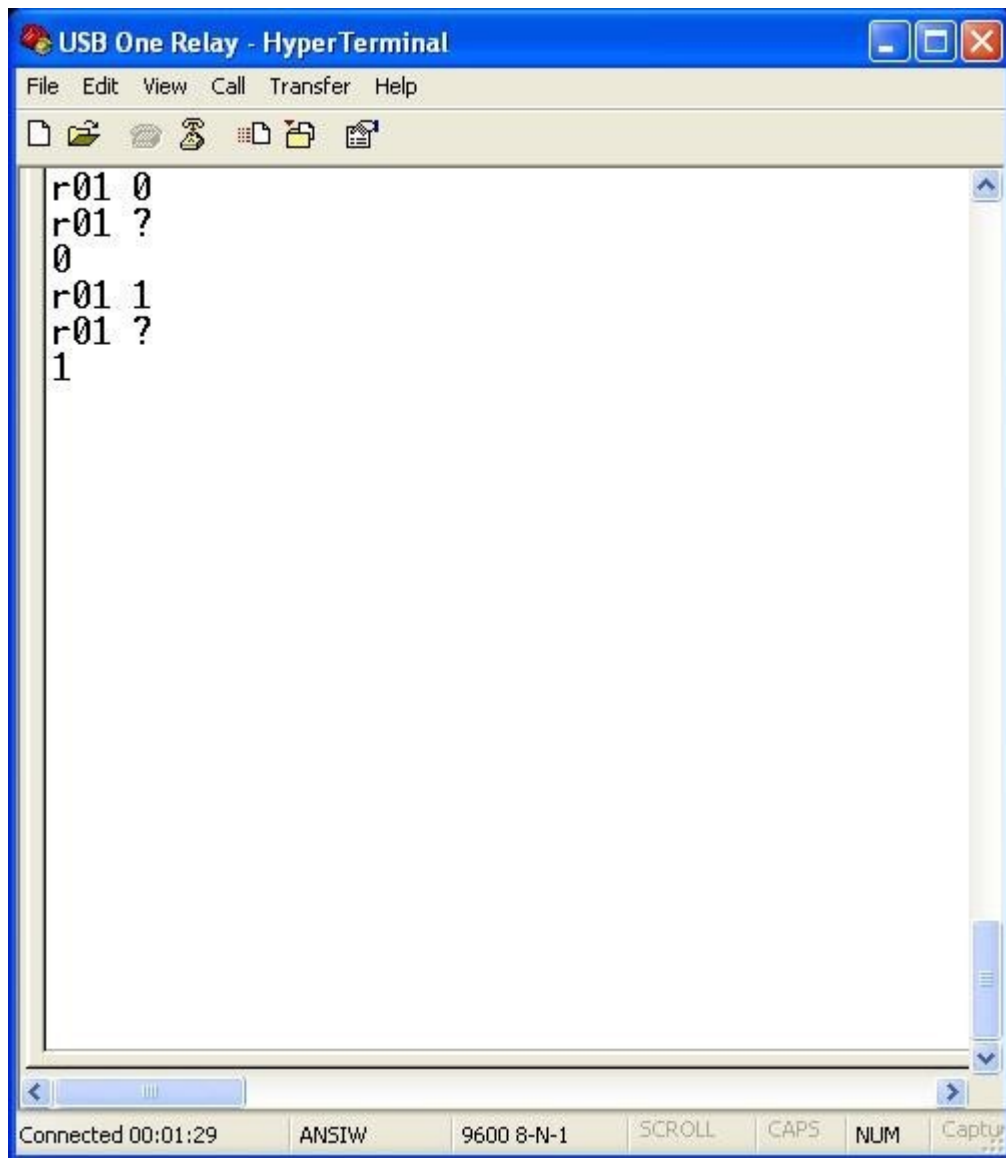 USB One Relay - HyperTerminal
File Edit View Call Transfer Help
r01 0
r01 ?
0
r01 1
r01 ?
1
Connected 00:01:29 ANSIW 9600 8-N-1 SCROLL CAPS NUM Captu